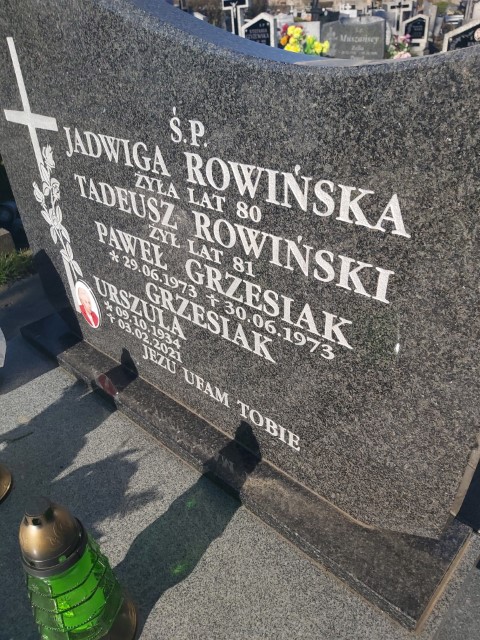 Ś.P.
JADWIGA ROWIŃSKA
ŻYŁA LAT 80
TADEUSZ ROWIŃSKI
ŻYŁ LAT 81
PAWEŁ GRZESIAK
* 29.06.1973 † 30.06.1973
URSZULA GRZESIAK
* 09.10.1934
† 03.02.2021
JEZU UFAM TOBIE